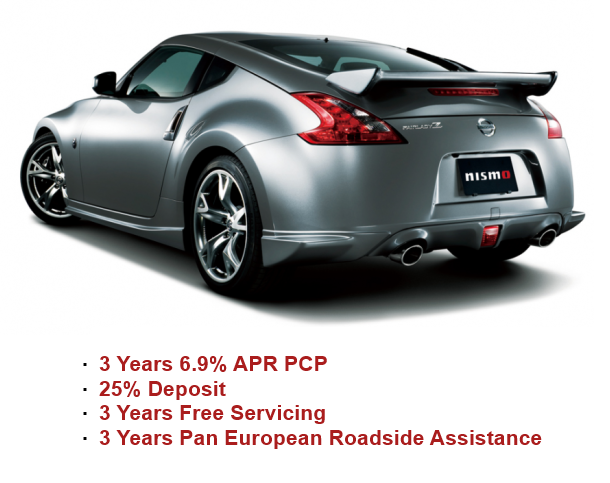 FAIRLADY Z
nismo
· 3 Years 6.9% APR PCP
· 25% Deposit
· 3 Years Free Servicing
· 3 Years Pan European Roadside Assistance